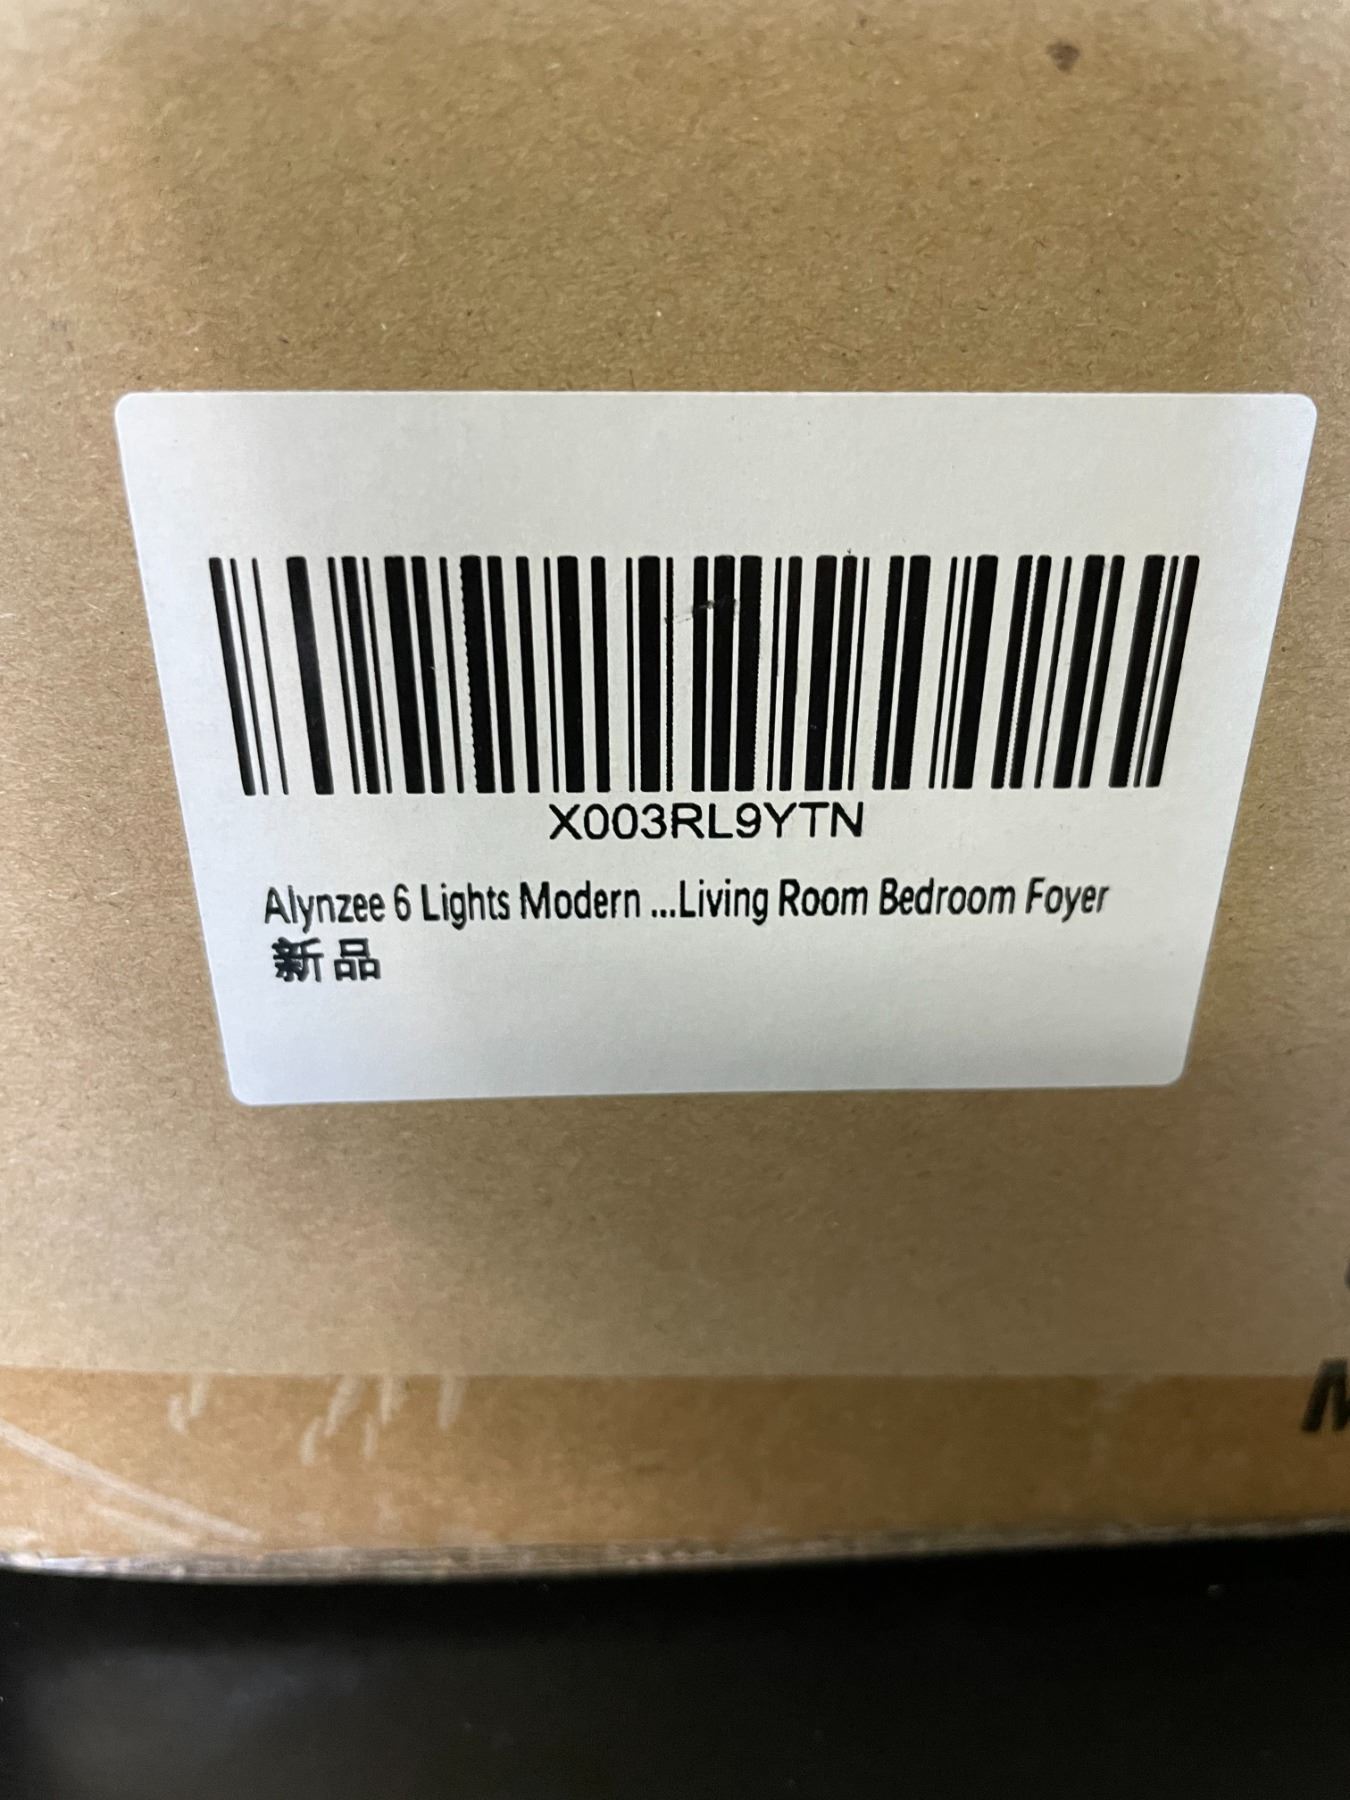 X003RL9YTN
Alynzee 6 Lights Modern ...Living Room Bedroom Foyer
新品